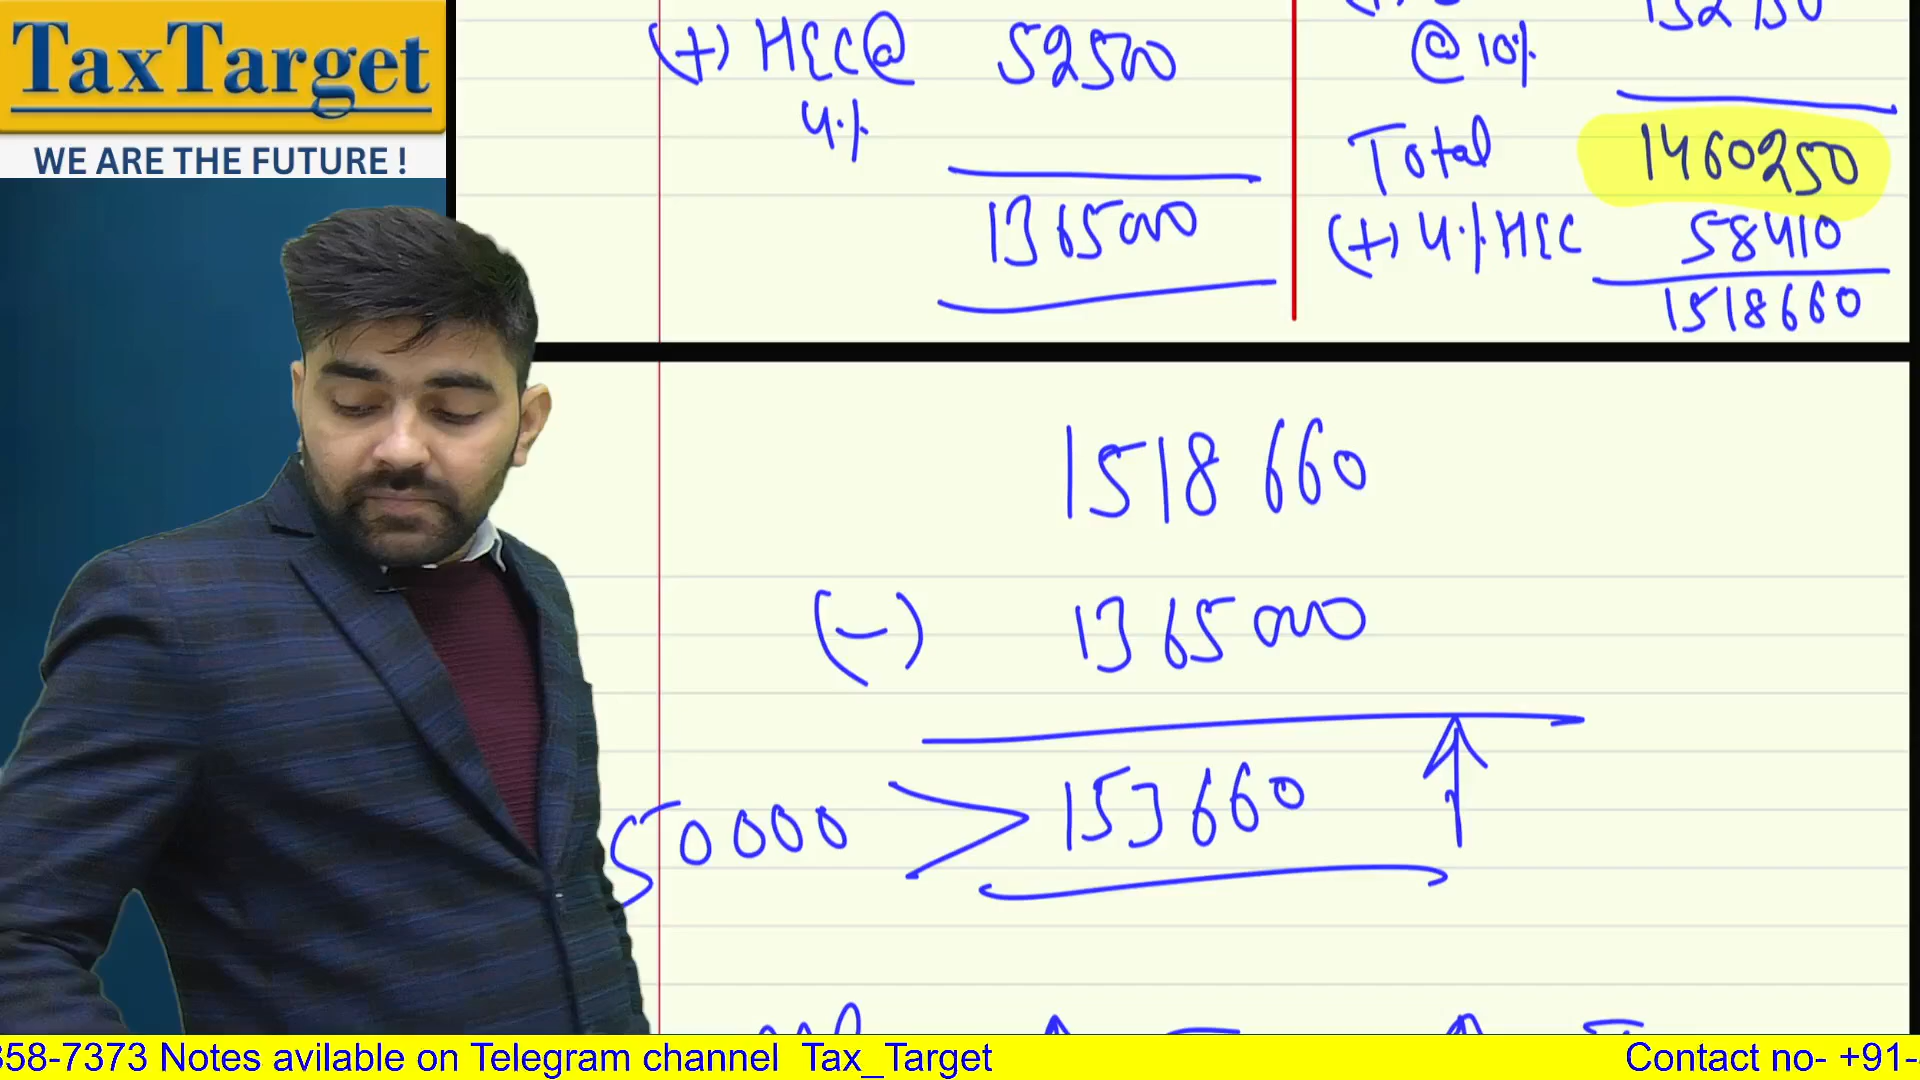 TaxTarget
WE ARE THE FUTURE !
(+) HEC@ 52500
4%
1365000
@ 10%
Total 1460250
(+) 4% HEC 58410
1518660
1518660
(-) 1365000
50000 > 153660
358-7373 Notes avilable on Telegram channel Tax_Target
Contact no- +91-